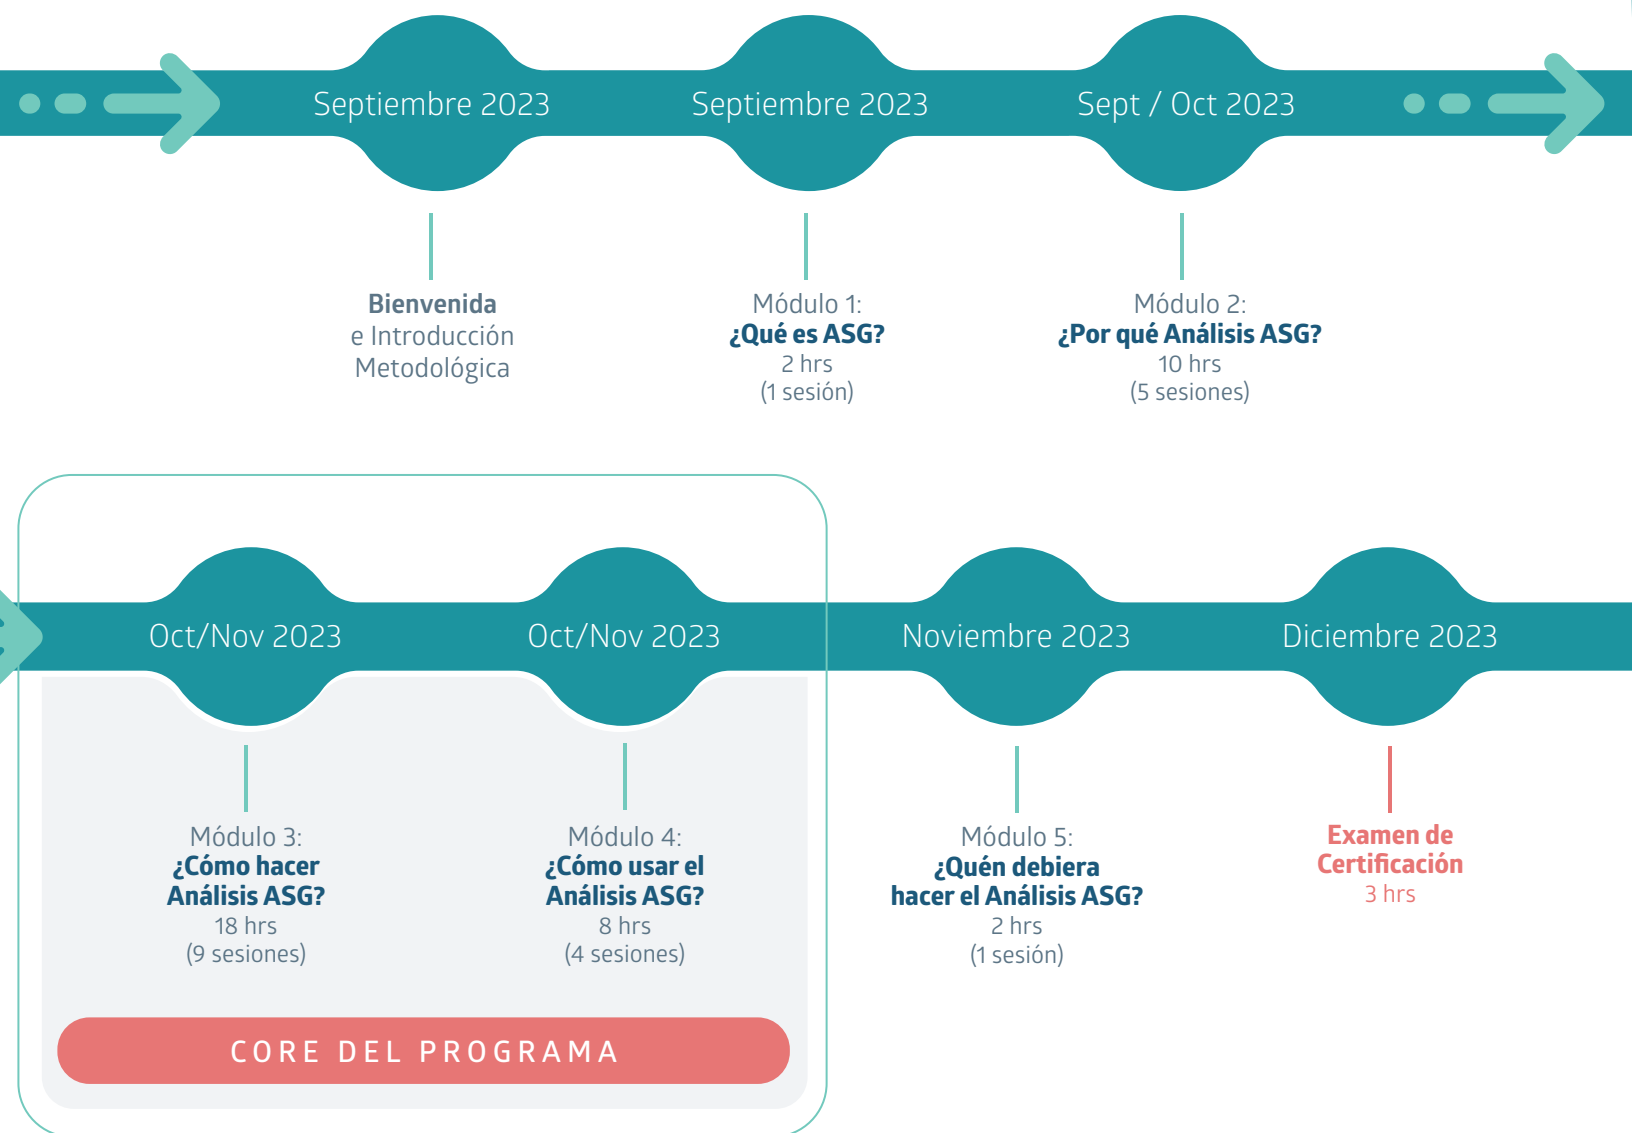 Septiembre 2023
Septiembre 2023
Sept / Oct 2023
Bienvenida
e Introducción
Metodológica
Módulo 1:
¿Qué es ASG?
2 hrs
(1 sesión)
Módulo 2:
¿Por qué Análisis ASG?
10 hrs
(5 sesiones)
Oct/Nov 2023
Oct/Nov 2023
Noviembre 2023
Diciembre 2023
Módulo 3:
¿Cómo hacer
Análisis ASG?
18 hrs
(9 sesiones)
Módulo 4:
¿Cómo usar el
Análisis ASG?
8 hrs
(4 sesiones)
Módulo 5:
¿Quén debiera
hacer el Análisis ASG?
2 hrs
(1 sesión)
Examen de
Certificación
3 hrs
CORE DEL PROGRAMA